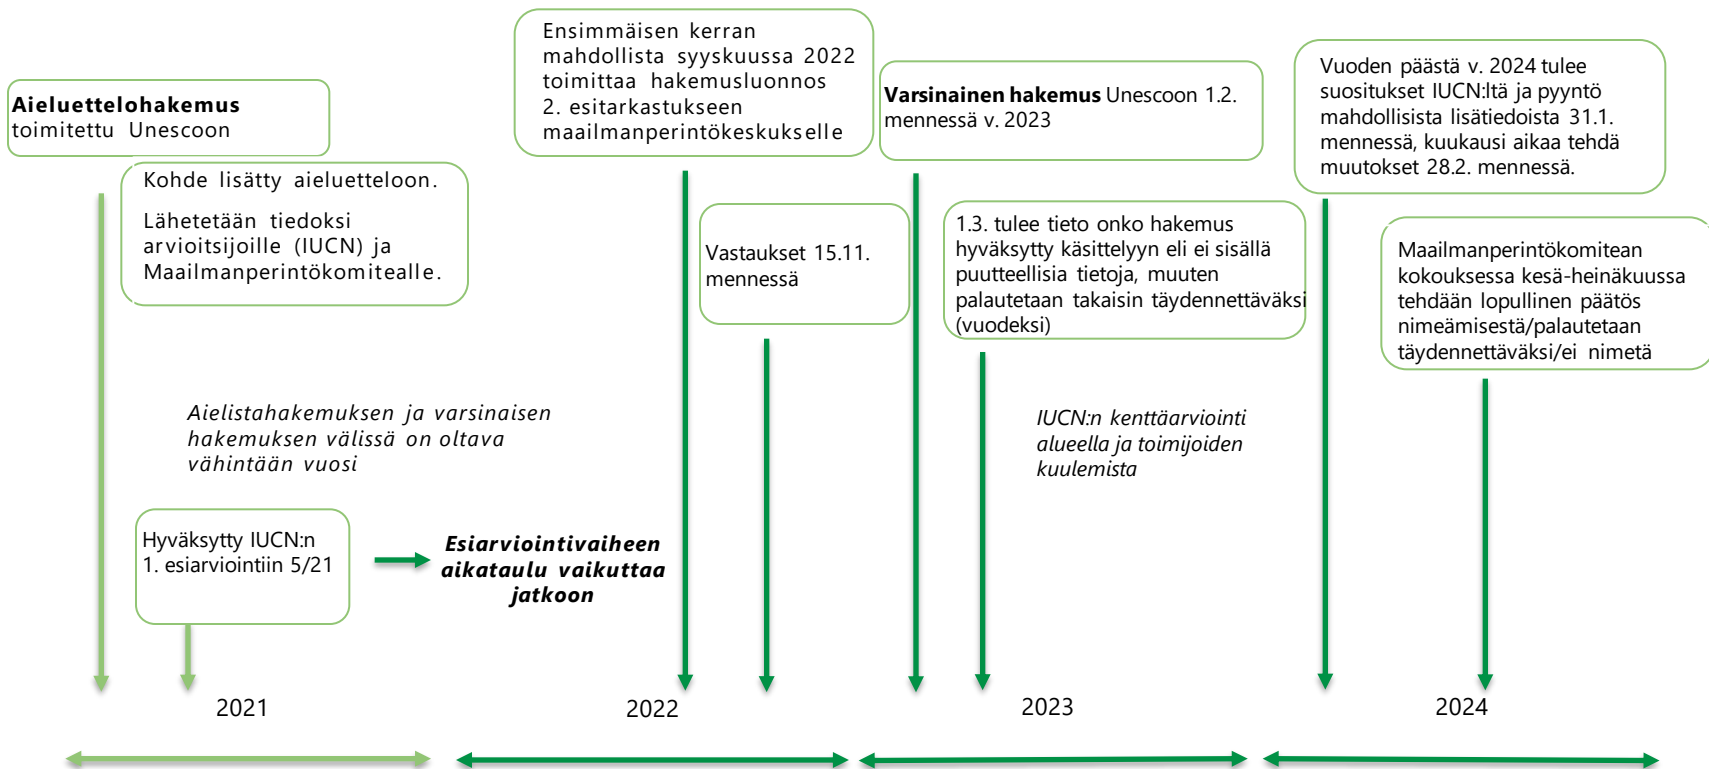 Aieluettelohakemus
toimitettu Unescoon
Kohde lisätty aieluetteloon.
Lähetetään tiedoksi
arvioitsijoille (IUCN) ja
Maailmanperintökomitealle.
Aielistahakemuksen ja varsinaisen
hakemuksen välissä on oltava
vähintään vuosi
Hyväksytty IUCN:n
1. esiarviointiin 5/21
Esiarviointivaiheen
aikataulu vaikuttaa
jatkoon
Ensimmäisen kerran
mahdollista syyskuussa 2022
toimittaa hakemusluonnos
2. esitarkastukseen
maailmanperintökeskukselle
Vastaukset 15.11.
mennessä
Varsinainen hakemus Unescoon 1.2.
mennessä v. 2023
1.3. tulee tieto onko hakemus
hyväksytty käsittelyyn eli ei sisällä
puutteellisia tietoja, muuten
palautetaan takaisin täydennettäväksi
(vuodeksi)
IUCN:n kenttäarviointi
alueella ja toimijoiden
kuulemista
Vuoden päästä v. 2024 tulee
suositukset IUCN:ltä ja pyyntö
mahdollisista lisätiedoista 31.1.
mennessä, kuukausi aikaa tehdä
muutokset 28.2. mennessä.
Maailmanperintökomitean
kokouksessa kesä-heinäkuussa
tehdään lopullinen päätös
nimeämisestä/palautetaan
täydennettäväksi/ei nimetä
2021
2022
2023
2024